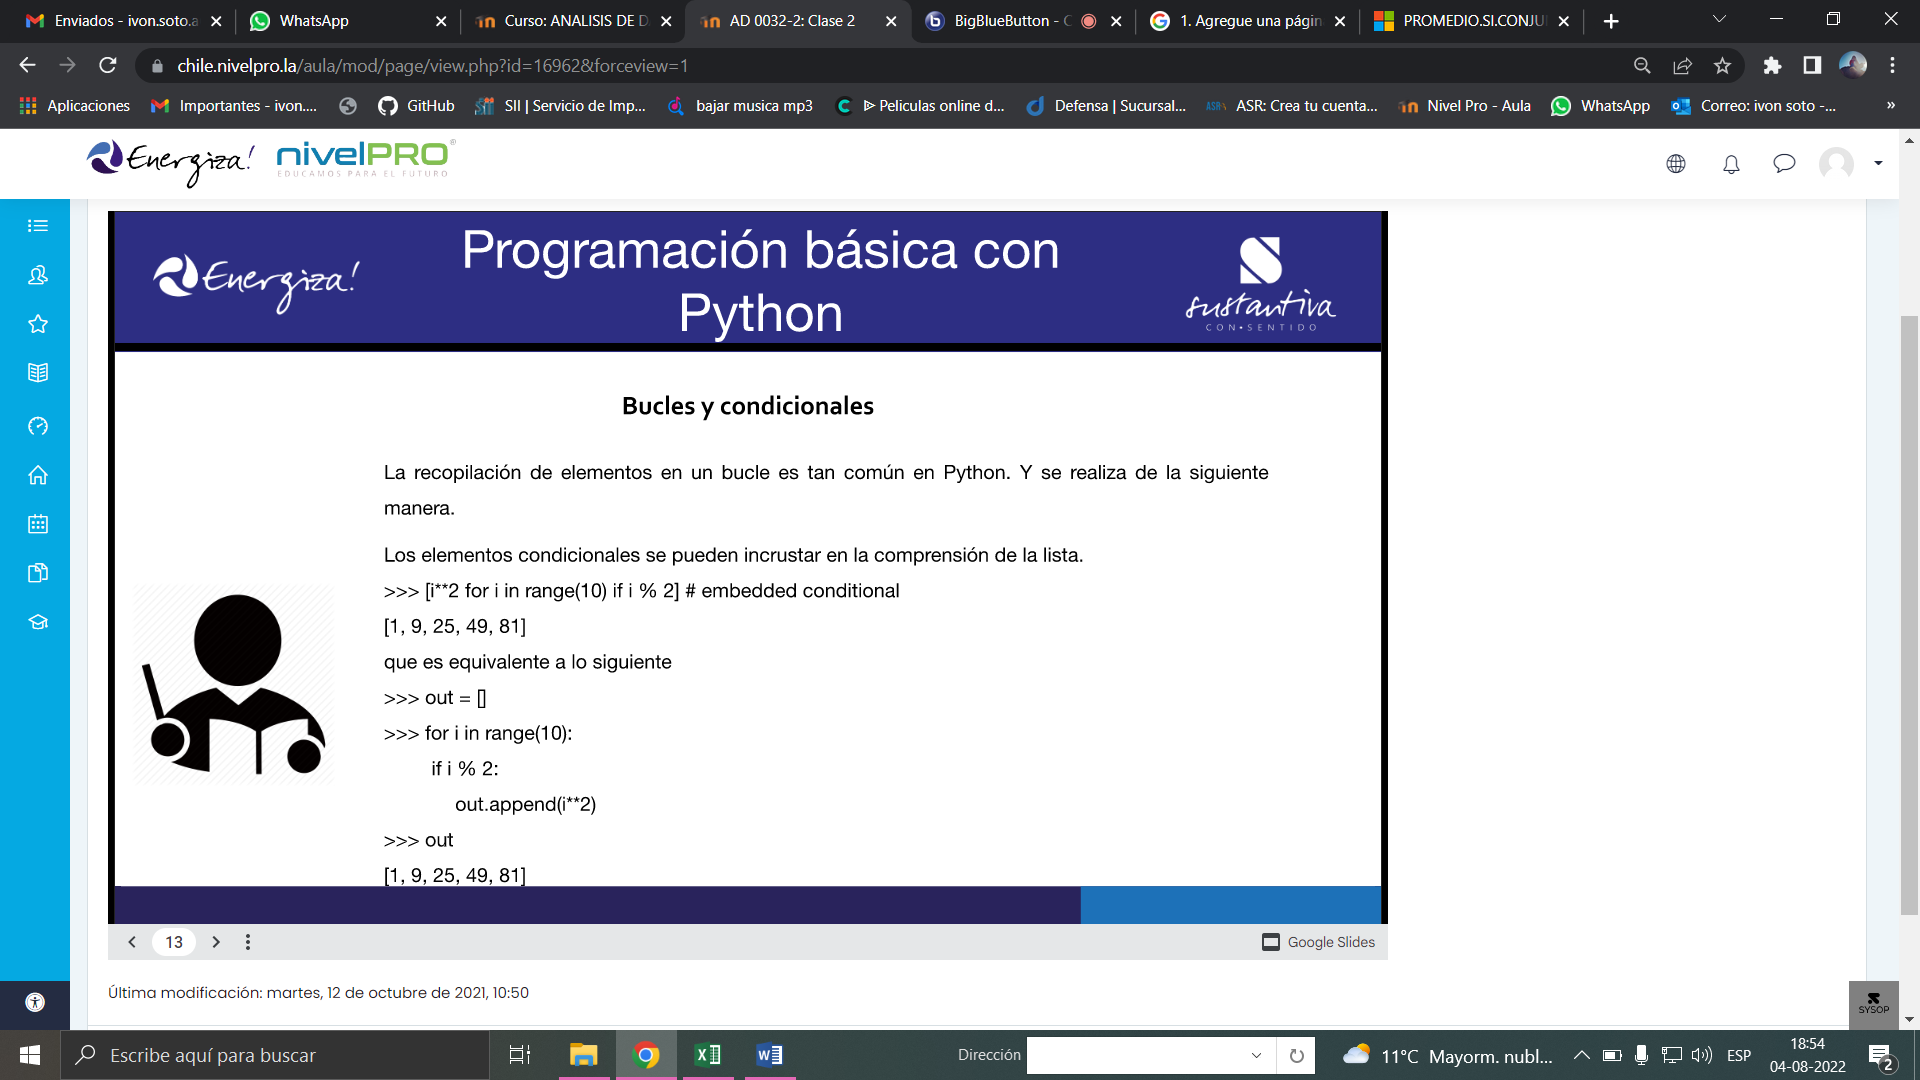 Enviados - ivon.soto.a
WhatsApp
Curso: ANALISIS DE D
AD 0032-2: Clase 2
BigBlueButton - C
1. Agregue una págin
PROMEDIO.SI.CONJU
chile.nivelpro.la/aula/mod/page/view.php?id=16962&forceview=1
Aplicaciones
Importantes - ivon....
GitHub
SII | Servicio de Imp...
bajar musica mp3
Peliculas online d...
Defensa | Sucursal...
ASR: Crea tu cuenta...
Nivel Pro - Aula
WhatsApp
Correo: ivon soto -...
»
Energiza!
nivelPRO
EDUCAMOS PARA EL FUTURO
Energiza!
Programación básica con
Python
sustantiva
CON•SENTIDO
Bucles y condicionales
La recopilación de elementos en un bucle es tan común en Python. Y se realiza de la siguiente
manera.
Los elementos condicionales se pueden incrustar en la comprensión de la lista.
>>> [i**2 for i in range(10) if i % 2] # embedded conditional
[1, 9, 25, 49, 81]
que es equivalente a lo siguiente
>>> out = []
>>> for i in range(10):
if i % 2:
out.append(i**2)
>>> out
[1, 9, 25, 49, 81]
13
Google Slides
Última modificación: martes, 12 de octubre de 2021, 10:50
SYSOP
Escribe aquí para buscar
Dirección
11°C Mayorm. nubl...
ESP
18:54
04-08-2022
2